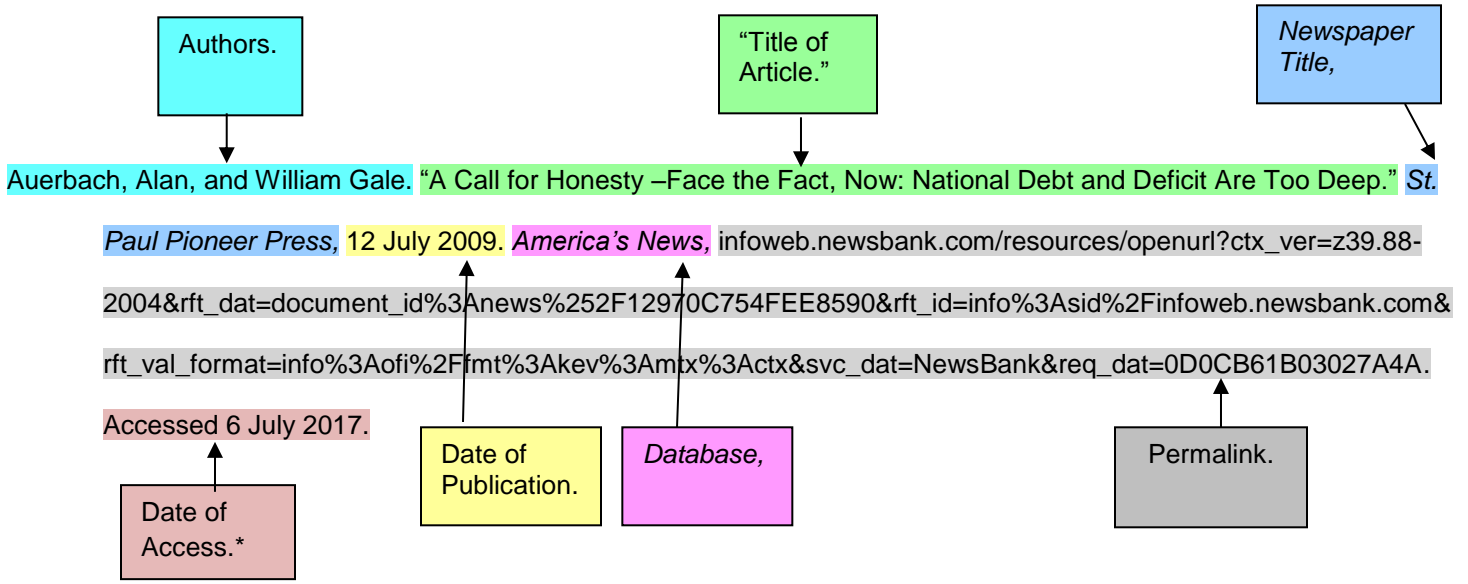 Authors.
“Title of
Article.”
Newspaper
Title,
Auerbach, Alan, and William Gale. “A Call for Honesty –Face the Fact, Now: National Debt and Deficit Are Too Deep.” St.
Paul Pioneer Press, 12 July 2009. America’s News, infoweb.newsbank.com/resources/openurl?ctx_ver=z39.88-
2004&rft_dat=document_id%3Anews%252F12970C754FEE8590&rft_id=info%3Asid%2Finfoweb.newsbank.com&
rft_val_format=info%3Aofi%2Ffmt%3Akev%3Amtx%3Actx&svc_dat=NewsBank&req_dat=0D0CB61B03027A4A.
Accessed 6 July 2017.
Date of
Publication.
Database,
Permalink.
Date of
Access.*